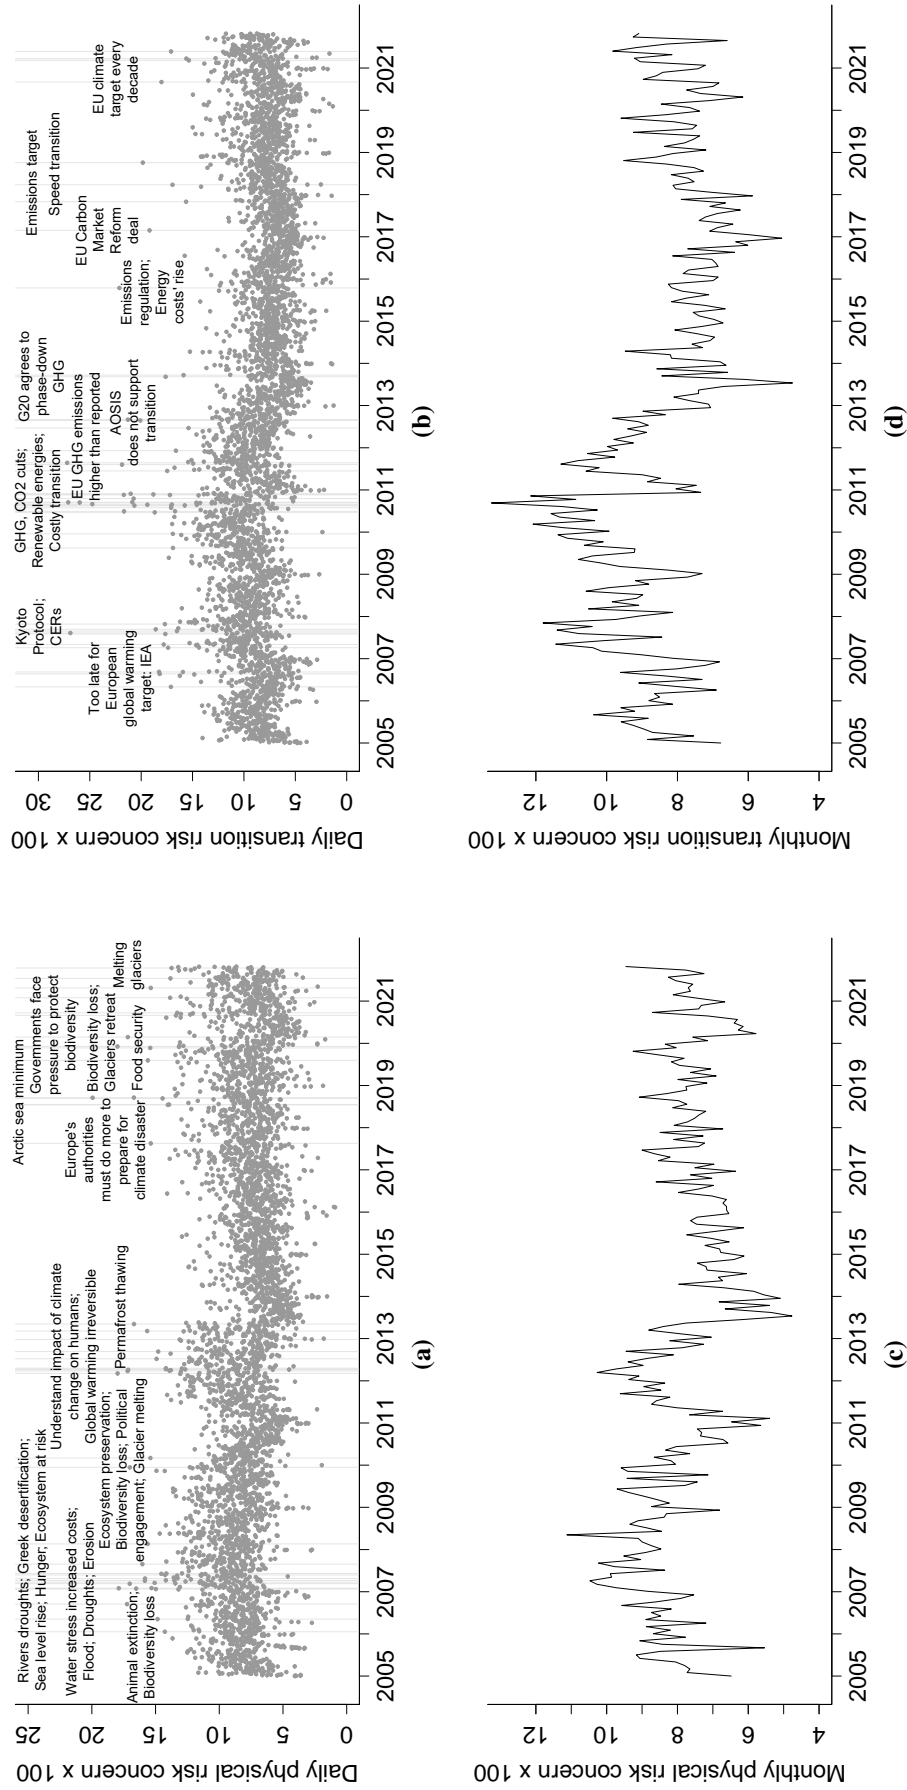 Daily physical risk concern x 100
0
5
10
15
20
25
Rivers droughts; Greek desertification;
Sea level rise; Hunger; Ecosystem at risk
Understand impact of climate
change on humans;
Global warming irreversible
Water stress increased costs;
Flood; Droughts; Erosion
Ecosystem preservation;
Biodiversity loss; Political
engagement; Glacier melting
Animal extinction;
Biodiversity loss
Permafrost thawing
Arctic sea minimum
Governments face
pressure to protect
biodiversity
Europe's
authorities
must do more to
prepare for
climate disaster
Biodiversity loss;
Glaciers retreat
Food security
Melting
glaciers
2005
2007
2009
2011
2013
2015
2017
2019
2021
(a)
Daily transition risk concern x 100
0
5
10
15
20
25
30
Kyoto
Protocol;
CERs
Too late for
European
global warming
target: IEA
GHG, CO2 cuts;
Renewable energies;
Costly transition
EU GHG emissions
higher than reported
AOSIS
does not support
transition
G20 agrees to
phase-down
GHG
Emissions
regulation;
Energy
costs' rise
EU Carbon
Market
Reform
deal
Emissions target
Speed transition
EU climate
target every
decade
2005
2007
2009
2011
2013
2015
2017
2019
2021
(b)
Monthly physical risk concern x 100
4
6
8
10
12
2005
2007
2009
2011
2013
2015
2017
2019
2021
(c)
Monthly transition risk concern x 100
4
6
8
10
12
2005
2007
2009
2011
2013
2015
2017
2019
2021
(d)